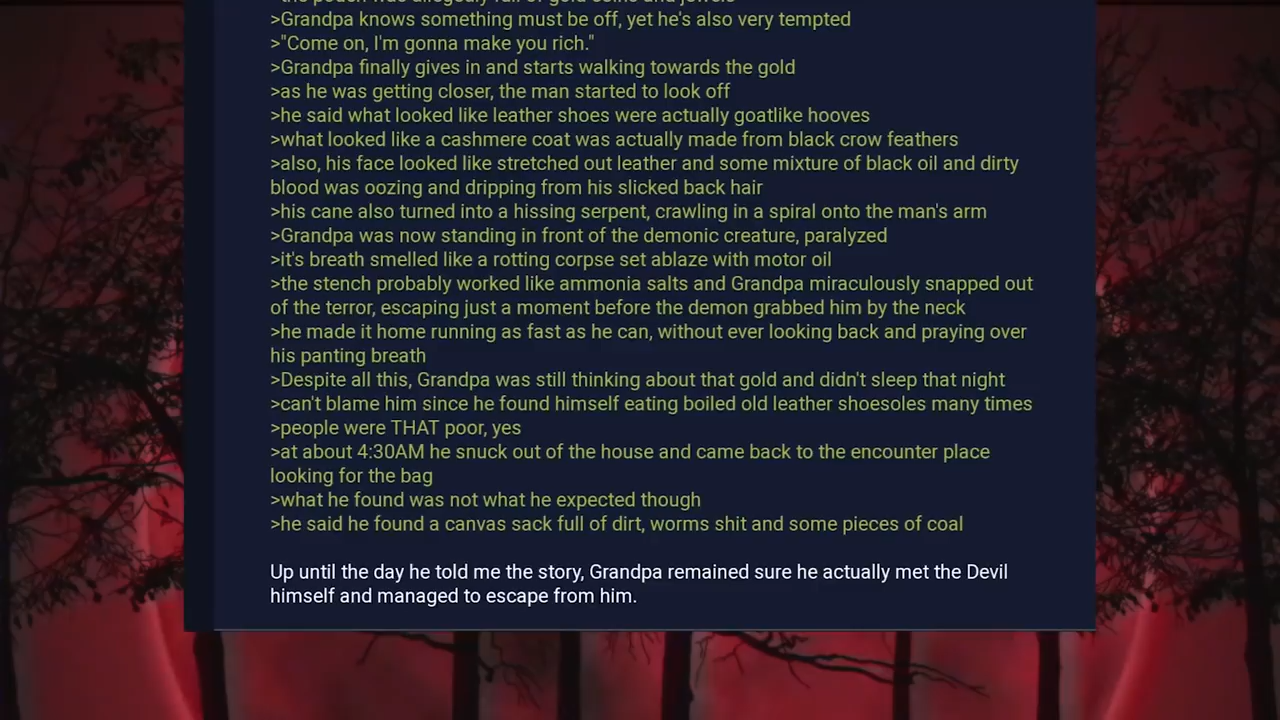 >Grandpa knows something must be off, yet he's also very tempted
>"Come on, I'm gonna make you rich."
>Grandpa finally gives in and starts walking towards the gold
>as he was getting closer, the man started to look off
>he said what looked like leather shoes were actually goatlike hooves
>what looked like a cashmere coat was actually made from black crow feathers
>also, his face looked like stretched out leather and some mixture of black oil and dirty
blood was oozing and dripping from his slicked back hair
>his cane also turned into a hissing serpent, crawling in a spiral onto the man's arm
>Grandpa was now standing in front of the demonic creature, paralyzed
>it's breath smelled like a rotting corpse set ablaze with motor oil
>the stench probably worked like ammonia salts and Grandpa miraculously snapped out
of the terror, escaping just a moment before the demon grabbed him by the neck
>he made it home running as fast as he can, without ever looking back and praying over
his panting breath
>Despite all this, Grandpa was still thinking about that gold and didn't sleep that night
>can't blame him since he found himself eating boiled old leather shoesoles many times
>people were THAT poor, yes
>at about 4:30AM he snuck out of the house and came back to the encounter place
looking for the bag
>what he found was not what he expected though
>he said he found a canvas sack full of dirt, worms shit and some pieces of coal
Up until the day he told me the story, Grandpa remained sure he actually met the Devil
himself and managed to escape from him.